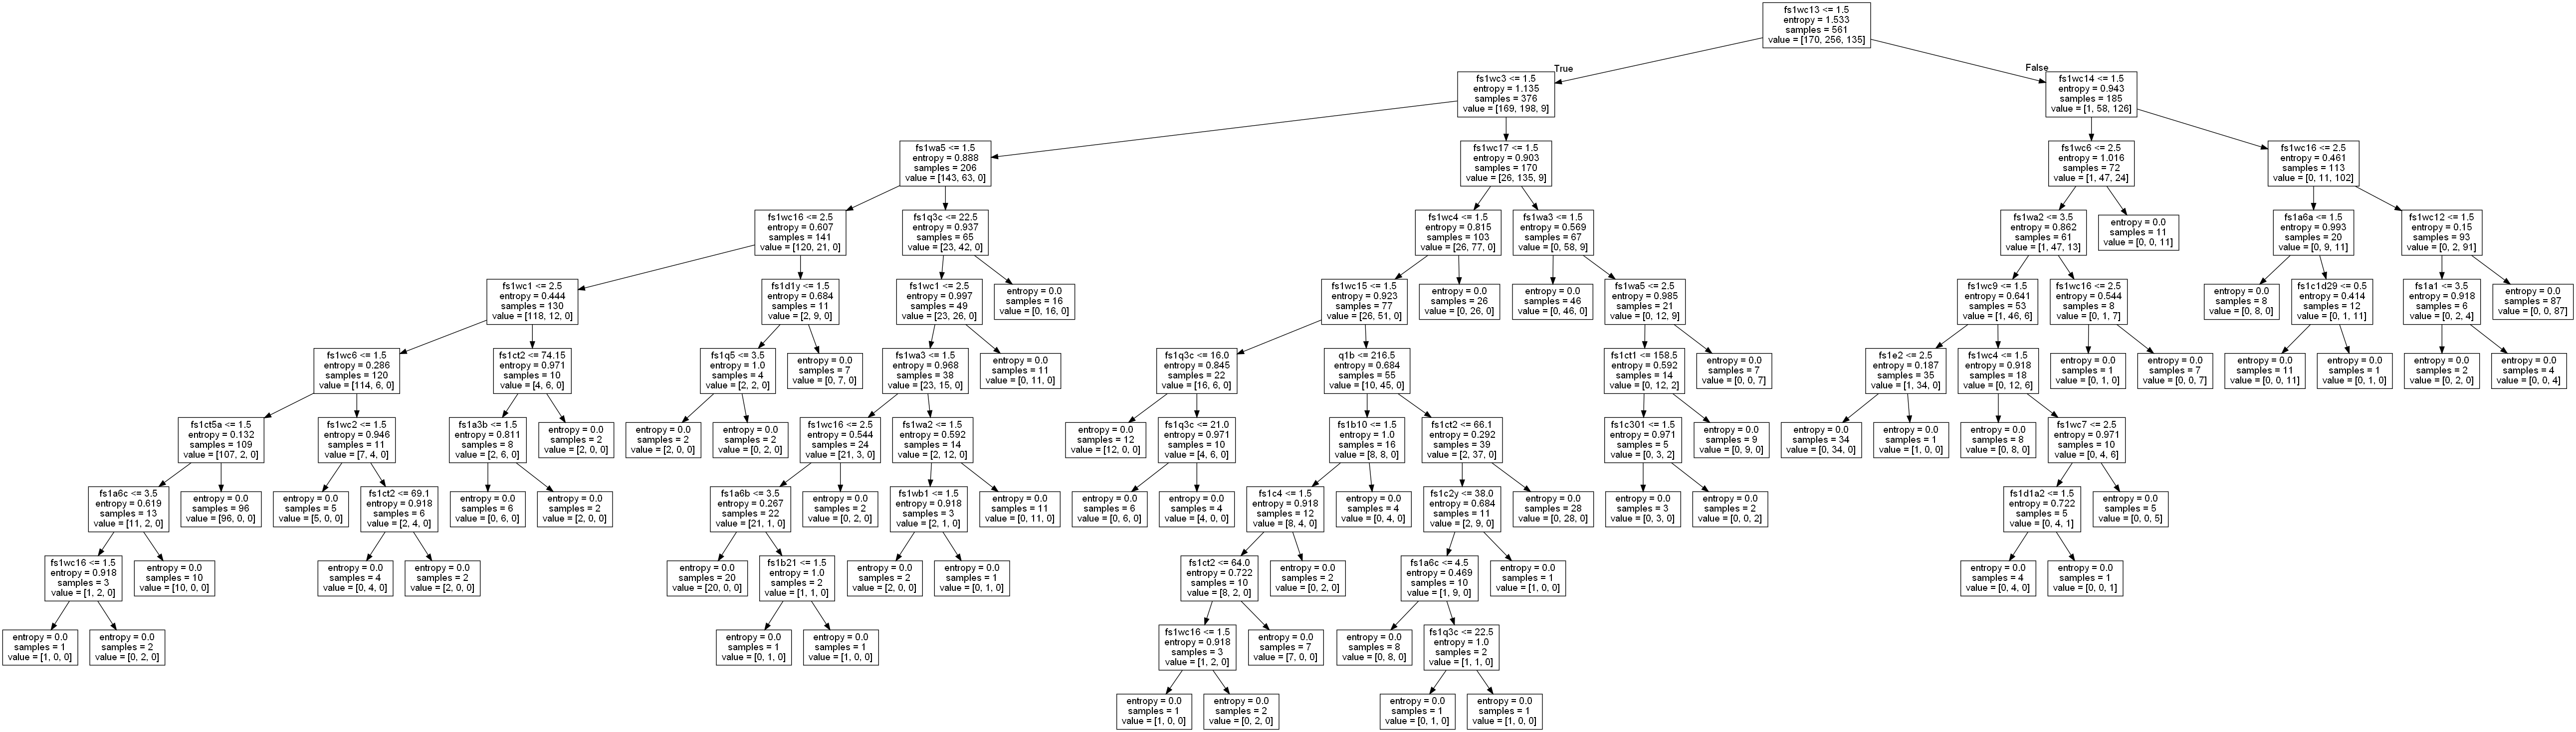 fs1wc13 <= 1.5
entropy = 1.533
samples = 561
value = [170, 256, 135]
True
False
fs1wc3 <= 1.5
entropy = 1.135
samples = 376
value = [169, 198, 9]
fs1wc14 <= 1.5
entropy = 0.943
samples = 185
value = [1, 58, 126]
fs1wa5 <= 1.5
entropy = 0.888
samples = 206
value = [143, 63, 0]
fs1wc17 <= 1.5
entropy = 0.903
samples = 170
value = [26, 135, 9]
fs1wc6 <= 2.5
entropy = 1.016
samples = 72
value = [1, 47, 24]
fs1wc16 <= 2.5
entropy = 0.461
samples = 113
value = [0, 11, 102]
fs1wc16 <= 2.5
entropy = 0.607
samples = 141
value = [120, 21, 0]
fs1q3c <= 22.5
entropy = 0.937
samples = 65
value = [23, 42, 0]
fs1wc4 <= 1.5
entropy = 0.815
samples = 103
value = [26, 77, 0]
fs1wa3 <= 1.5
entropy = 0.569
samples = 67
value = [0, 58, 9]
fs1wa2 <= 3.5
entropy = 0.862
samples = 61
value = [1, 47, 13]
entropy = 0.0
samples = 11
value = [0, 0, 11]
fs1a6a <= 1.5
entropy = 0.993
samples = 20
value = [0, 9, 11]
fs1wc12 <= 1.5
entropy = 0.15
samples = 93
value = [0, 2, 91]
fs1wc1 <= 2.5
entropy = 0.444
samples = 130
value = [118, 12, 0]
fs1d1y <= 1.5
entropy = 0.684
samples = 11
value = [2, 9, 0]
fs1wc1 <= 2.5
entropy = 0.997
samples = 49
value = [23, 26, 0]
entropy = 0.0
samples = 16
value = [0, 16, 0]
fs1wc15 <= 1.5
entropy = 0.923
samples = 77
value = [26, 51, 0]
entropy = 0.0
samples = 26
value = [0, 26, 0]
entropy = 0.0
samples = 46
value = [0, 46, 0]
fs1wa5 <= 2.5
entropy = 0.985
samples = 21
value = [0, 12, 9]
fs1wc9 <= 1.5
entropy = 0.641
samples = 53
value = [1, 46, 6]
fs1wc16 <= 2.5
entropy = 0.544
samples = 8
value = [0, 1, 7]
entropy = 0.0
samples = 8
value = [0, 8, 0]
fs1c1d29 <= 0.5
entropy = 0.414
samples = 12
value = [0, 1, 11]
fs1a1 <= 3.5
entropy = 0.918
samples = 6
value = [0, 2, 4]
entropy = 0.0
samples = 87
value = [0, 0, 87]
fs1wc6 <= 1.5
entropy = 0.286
samples = 120
value = [114, 6, 0]
fs1ct2 <= 74.15
entropy = 0.971
samples = 10
value = [4, 6, 0]
fs1q5 <= 3.5
entropy = 1.0
samples = 4
value = [2, 2, 0]
entropy = 0.0
samples = 7
value = [0, 7, 0]
fs1wa3 <= 1.5
entropy = 0.968
samples = 38
value = [23, 15, 0]
entropy = 0.0
samples = 11
value = [0, 11, 0]
fs1q3c <= 16.0
entropy = 0.845
samples = 22
value = [16, 6, 0]
q1b <= 216.5
entropy = 0.684
samples = 55
value = [10, 45, 0]
fs1ct1 <= 158.5
entropy = 0.592
samples = 14
value = [0, 12, 2]
entropy = 0.0
samples = 7
value = [0, 0, 7]
fs1e2 <= 2.5
entropy = 0.187
samples = 35
value = [1, 34, 0]
fs1wc4 <= 1.5
entropy = 0.918
samples = 18
value = [0, 12, 6]
entropy = 0.0
samples = 1
value = [0, 1, 0]
entropy = 0.0
samples = 7
value = [0, 0, 7]
entropy = 0.0
samples = 11
value = [0, 0, 11]
entropy = 0.0
samples = 1
value = [0, 1, 0]
entropy = 0.0
samples = 2
value = [0, 2, 0]
entropy = 0.0
samples = 4
value = [0, 0, 4]
fs1ct5a <= 1.5
entropy = 0.132
samples = 109
value = [107, 2, 0]
fs1wc2 <= 1.5
entropy = 0.946
samples = 11
value = [7, 4, 0]
fs1a3b <= 1.5
entropy = 0.811
samples = 8
value = [2, 6, 0]
entropy = 0.0
samples = 2
value = [2, 0, 0]
entropy = 0.0
samples = 2
value = [2, 0, 0]
entropy = 0.0
samples = 2
value = [0, 2, 0]
fs1wc16 <= 2.5
entropy = 0.544
samples = 24
value = [21, 3, 0]
fs1wa2 <= 1.5
entropy = 0.592
samples = 14
value = [2, 12, 0]
entropy = 0.0
samples = 12
value = [12, 0, 0]
fs1q3c <= 21.0
entropy = 0.971
samples = 10
value = [4, 6, 0]
fs1b10 <= 1.5
entropy = 1.0
samples = 16
value = [8, 8, 0]
fs1ct2 <= 66.1
entropy = 0.292
samples = 39
value = [2, 37, 0]
fs1c301 <= 1.5
entropy = 0.971
samples = 5
value = [0, 3, 2]
entropy = 0.0
samples = 9
value = [0, 9, 0]
entropy = 0.0
samples = 34
value = [0, 34, 0]
entropy = 0.0
samples = 1
value = [1, 0, 0]
entropy = 0.0
samples = 8
value = [0, 8, 0]
fs1wc7 <= 2.5
entropy = 0.971
samples = 10
value = [0, 4, 6]
fs1a6c <= 3.5
entropy = 0.619
samples = 13
value = [11, 2, 0]
entropy = 0.0
samples = 96
value = [96, 0, 0]
entropy = 0.0
samples = 5
value = [5, 0, 0]
fs1ct2 <= 69.1
entropy = 0.918
samples = 6
value = [2, 4, 0]
entropy = 0.0
samples = 6
value = [0, 6, 0]
entropy = 0.0
samples = 2
value = [2, 0, 0]
fs1a6b <= 3.5
entropy = 0.267
samples = 22
value = [21, 1, 0]
entropy = 0.0
samples = 2
value = [0, 2, 0]
fs1wb1 <= 1.5
entropy = 0.918
samples = 3
value = [2, 1, 0]
entropy = 0.0
samples = 11
value = [0, 11, 0]
entropy = 0.0
samples = 6
value = [0, 6, 0]
entropy = 0.0
samples = 4
value = [4, 0, 0]
fs1c4 <= 1.5
entropy = 0.918
samples = 12
value = [8, 4, 0]
entropy = 0.0
samples = 4
value = [0, 4, 0]
fs1c2y <= 38.0
entropy = 0.684
samples = 11
value = [2, 9, 0]
entropy = 0.0
samples = 28
value = [0, 28, 0]
entropy = 0.0
samples = 3
value = [0, 3, 0]
entropy = 0.0
samples = 2
value = [0, 0, 2]
fs1d1a2 <= 1.5
entropy = 0.722
samples = 5
value = [0, 4, 1]
entropy = 0.0
samples = 5
value = [0, 0, 5]
fs1wc16 <= 1.5
entropy = 0.918
samples = 3
value = [1, 2, 0]
entropy = 0.0
samples = 10
value = [10, 0, 0]
entropy = 0.0
samples = 4
value = [0, 4, 0]
entropy = 0.0
samples = 2
value = [2, 0, 0]
entropy = 0.0
samples = 20
value = [20, 0, 0]
fs1b21 <= 1.5
entropy = 1.0
samples = 2
value = [1, 1, 0]
entropy = 0.0
samples = 2
value = [2, 0, 0]
entropy = 0.0
samples = 1
value = [0, 1, 0]
fs1ct2 <= 64.0
entropy = 0.722
samples = 10
value = [8, 2, 0]
entropy = 0.0
samples = 2
value = [0, 2, 0]
fs1a6c <= 4.5
entropy = 0.469
samples = 10
value = [1, 9, 0]
entropy = 0.0
samples = 1
value = [1, 0, 0]
entropy = 0.0
samples = 4
value = [0, 4, 0]
entropy = 0.0
samples = 1
value = [0, 0, 1]
entropy = 0.0
samples = 1
value = [1, 0, 0]
entropy = 0.0
samples = 2
value = [0, 2, 0]
entropy = 0.0
samples = 1
value = [0, 1, 0]
entropy = 0.0
samples = 1
value = [1, 0, 0]
fs1wc16 <= 1.5
entropy = 0.918
samples = 3
value = [1, 2, 0]
entropy = 0.0
samples = 7
value = [7, 0, 0]
entropy = 0.0
samples = 8
value = [0, 8, 0]
fs1q3c <= 22.5
entropy = 1.0
samples = 2
value = [1, 1, 0]
entropy = 0.0
samples = 1
value = [1, 0, 0]
entropy = 0.0
samples = 2
value = [0, 2, 0]
entropy = 0.0
samples = 1
value = [0, 1, 0]
entropy = 0.0
samples = 1
value = [1, 0, 0]